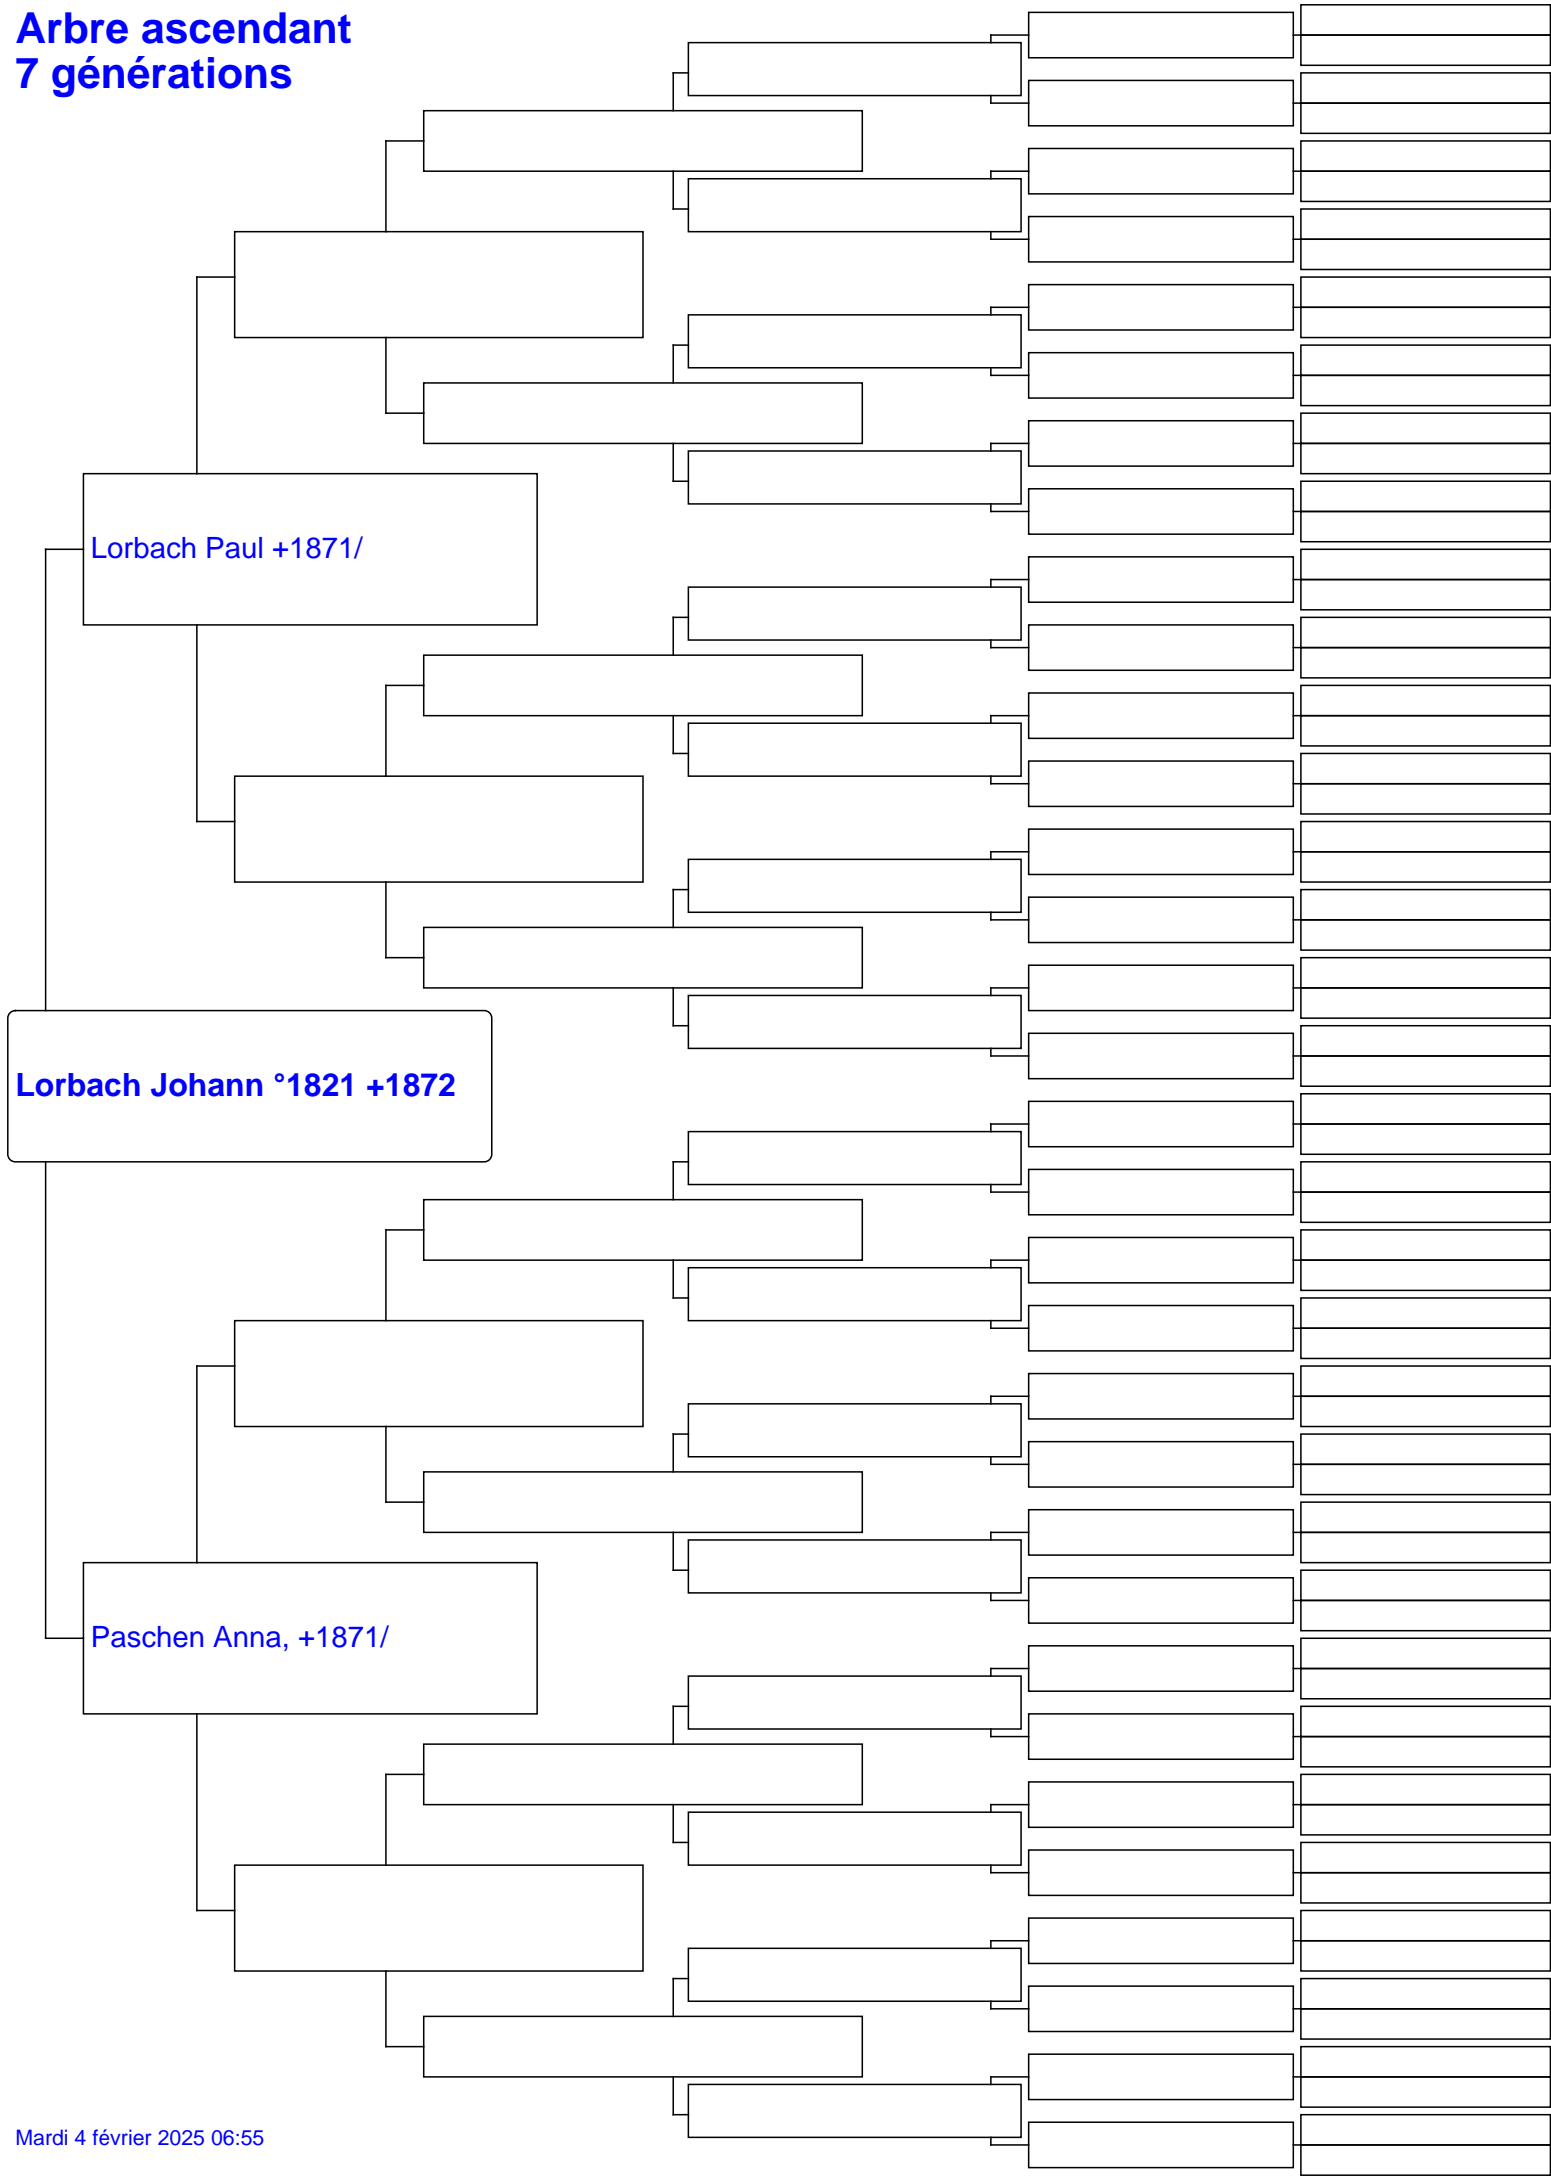 Arbre ascendant
7 générations
Lorbach Paul +1871/
Lorbach Johann °1821 +1872
Paschen Anna, +1871/
Mardi 4 février 2025 06:55